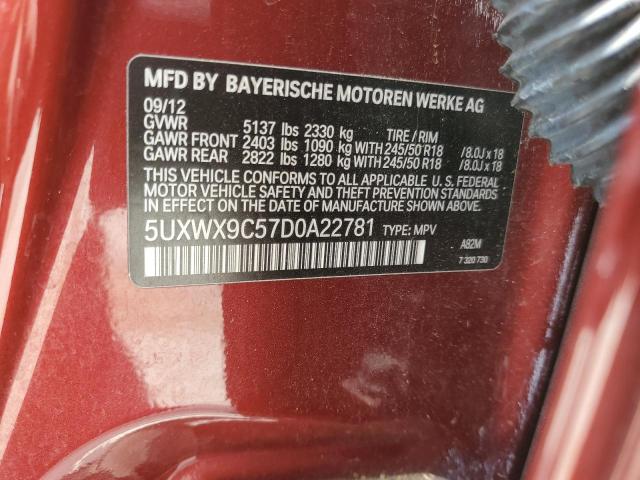 MFD BY BAYERISCHE MOTOREN WERKE AG
09/12
GVWR 5137 lbs 2330 kg TIRE / RIM
GAWR FRONT 2403 lbs 1090 kg WITH 245/50 R18 /8.0J x 18
GAWR REAR 2822 lbs 1280 kg WITH 245/50 R18 /8.0J x 18
THIS VEHICLE CONFORMS TO ALL APPLICABLE U.S. FEDERAL
MOTOR VEHICLE SAFETY AND THEFT PREVENTION STANDARDS
IN EFFECT ON THE DATE OF MANUFACTURE SHOWN ABOVE.
5UXWX9C57D0A22781 TYPE: MPV
A82M
7 320 730